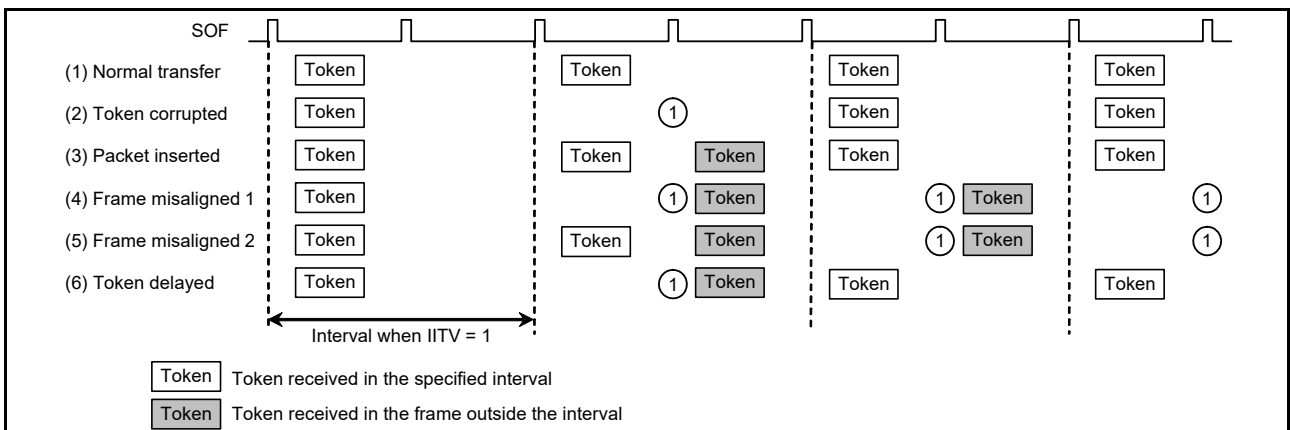 SOF
(1) Normal transfer Token Token Token Token
(2) Token corrupted Token 1 Token Token
(3) Packet inserted Token Token Token Token Token
(4) Frame misaligned 1 Token 1 Token 1 Token 1
(5) Frame misaligned 2 Token Token Token 1 Token 1
(6) Token delayed Token 1 Token Token Token
Interval when IITV = 1
Token Token received in the specified interval
Token Token received in the frame outside the interval